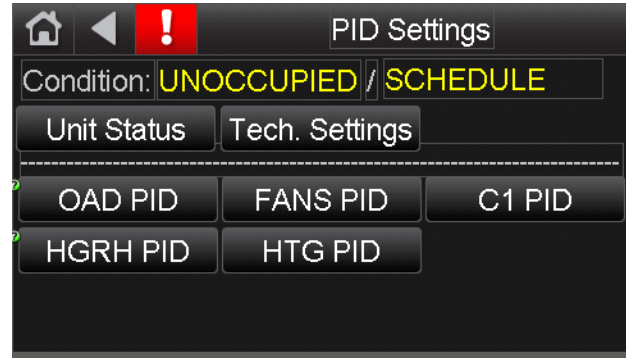 ! PID Settings
Condition: UNOCCUPIED / SCHEDULE
Unit Status Tech. Settings
--------------------------------------------------------------------------------
? OAD PID FANS PID C1 PID
? HGRH PID HTG PID